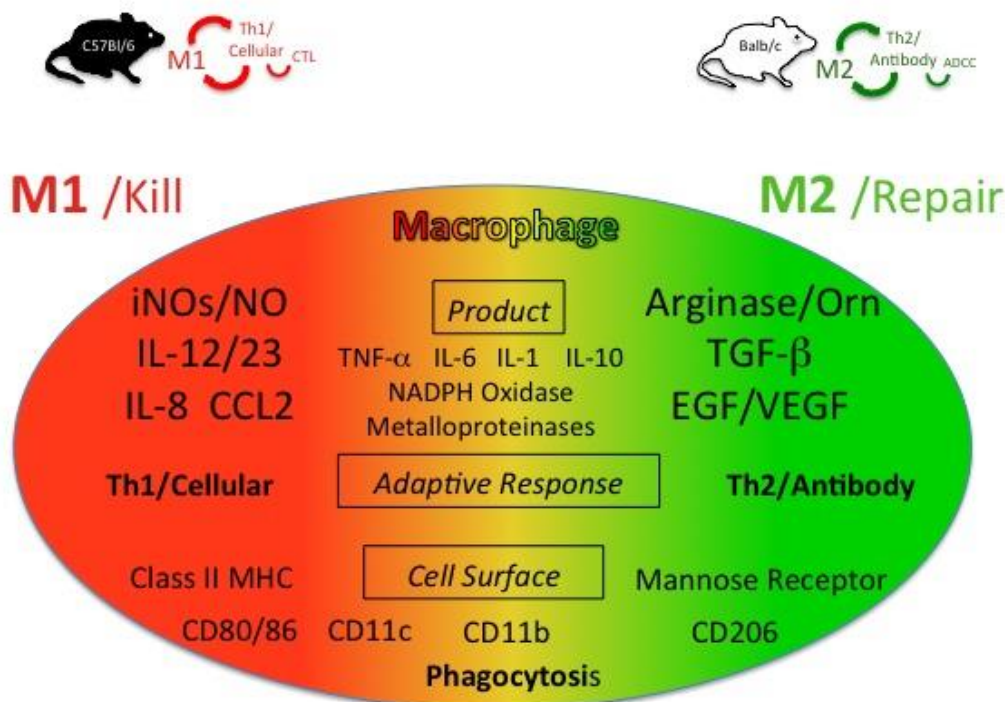 C57Bl/6
M1
Th1/
Cellular
CTL
Balb/c
M2
Th2/
Antibody
ADCC
M1 /Kill
M2 /Repair
Macrophage
iNOs/NO
Product
Arginase/Orn
IL-12/23
TNF-α IL-6 IL-1 IL-10
TGF-β
NADPH Oxidase
IL-8 CCL2
EGF/VEGF
Metalloproteinases
Th1/Cellular
Adaptive Response
Th2/Antibody
Class II MHC
Cell Surface
Mannose Receptor
CD80/86 CD11c CD11b CD206
Phagocytosis